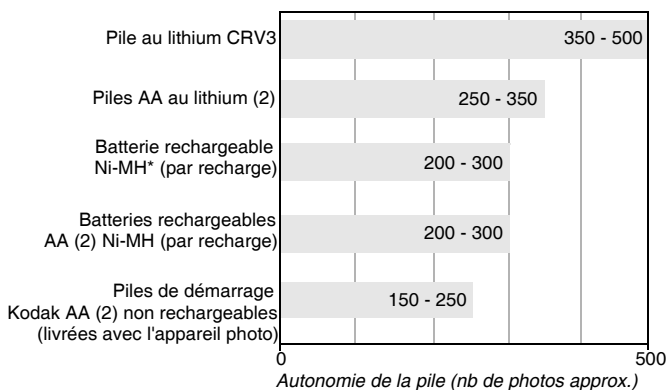 Pile au lithium CRV3
350 - 500
Piles AA au lithium (2)
250 - 350
Batterie rechargeable
Ni-MH* (par recharge)
200 - 300
Batteries rechargeables
AA (2) Ni-MH (par recharge)
200 - 300
Piles de démarrage
Kodak AA (2) non rechargeables
(livrées avec l'appareil photo)
150 - 250
0
500
Autonomie de la pile (nb de photos approx.)